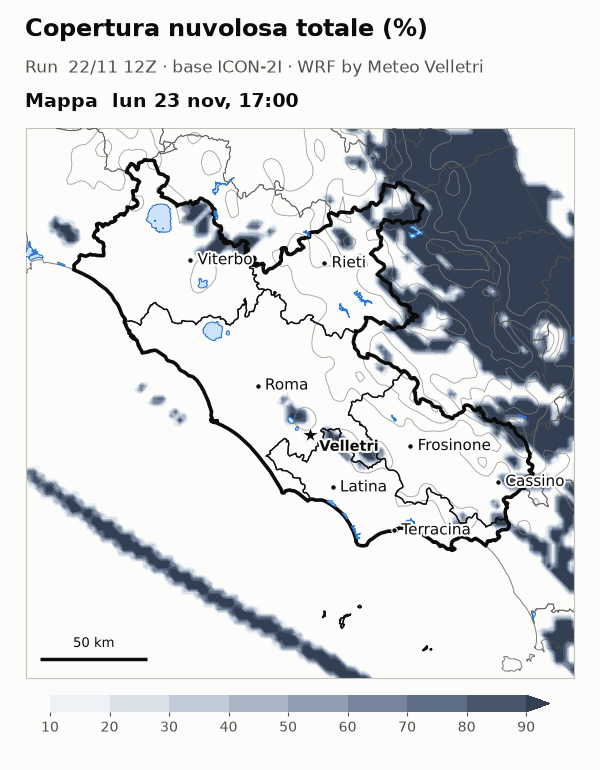 Copertura nuvolosa totale (%)
Run  22/11 12Z · base ICON-2I · WRF by Meteo Velletri
Mappa  lun 23 nov, 17:00
Viterbo
Rieti
Roma
Velletri
Frosinone
Cassino
Latina
Terracina
50 km
10 20 30 40 50 60 70 80 90